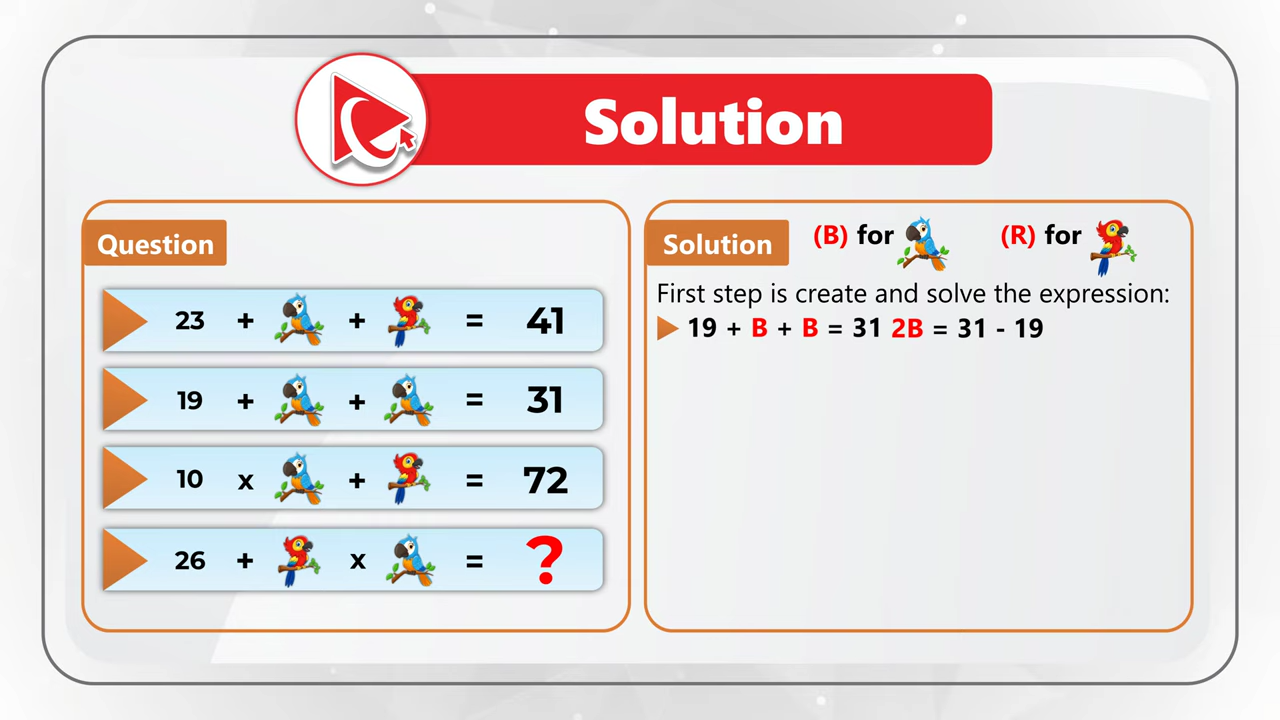 Solution
Question
23 + + = 41
19 + + = 31
10 x + = 72
26 + x = ?
Solution (B) for (R) for
First step is create and solve the expression:
19 + B + B = 31 2B = 31 - 19